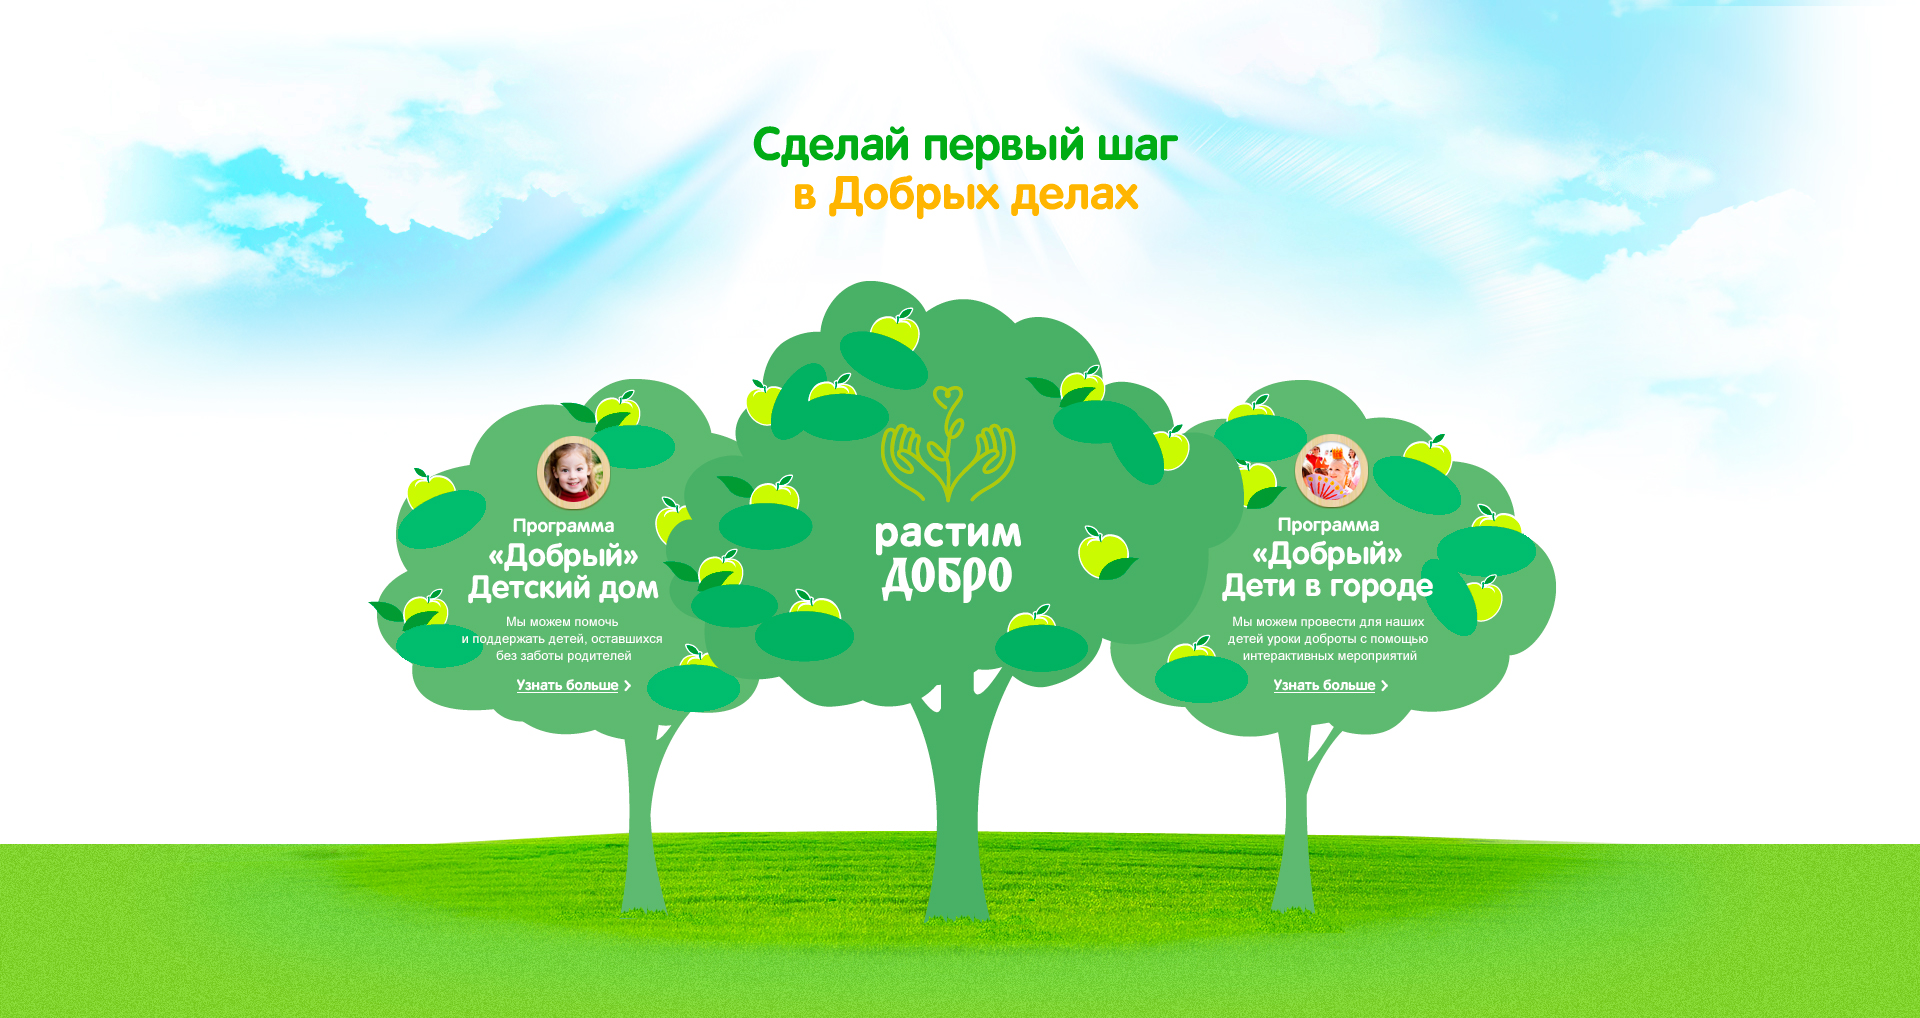 Сделай первый шаг
в Добрых делах
растим
ДОБРО
Программа
«Добрый»
Детский дом
Мы можем помочь
и поддержать детей, оставшихся
без заботы родителей
Узнать больше
Программа
«Добрый»
Дети в городе
Мы можем провести для наших
детей уроки доброты с помощью
интерактивных мероприятий
Узнать больше